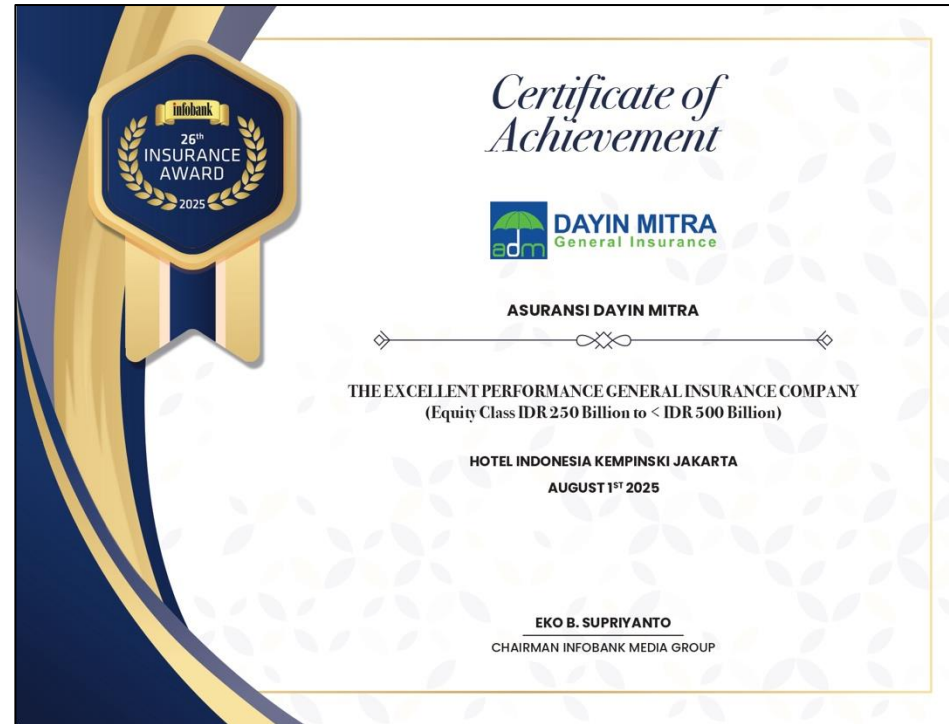 infobank
26th
INSURANCE
AWARD
2025
Certificate of
Achievement
adm
DAYIN MITRA
General Insurance
ASURANSI DAYIN MITRA
THE EXCELLENT PERFORMANCE GENERAL INSURANCE COMPANY
(Equity Class IDR 250 Billion to < IDR 500 Billion)
HOTEL INDONESIA KEMPINSKI JAKARTA
AUGUST 1ST 2025
EKO B. SUPRIYANTO
CHAIRMAN INFOBANK MEDIA GROUP